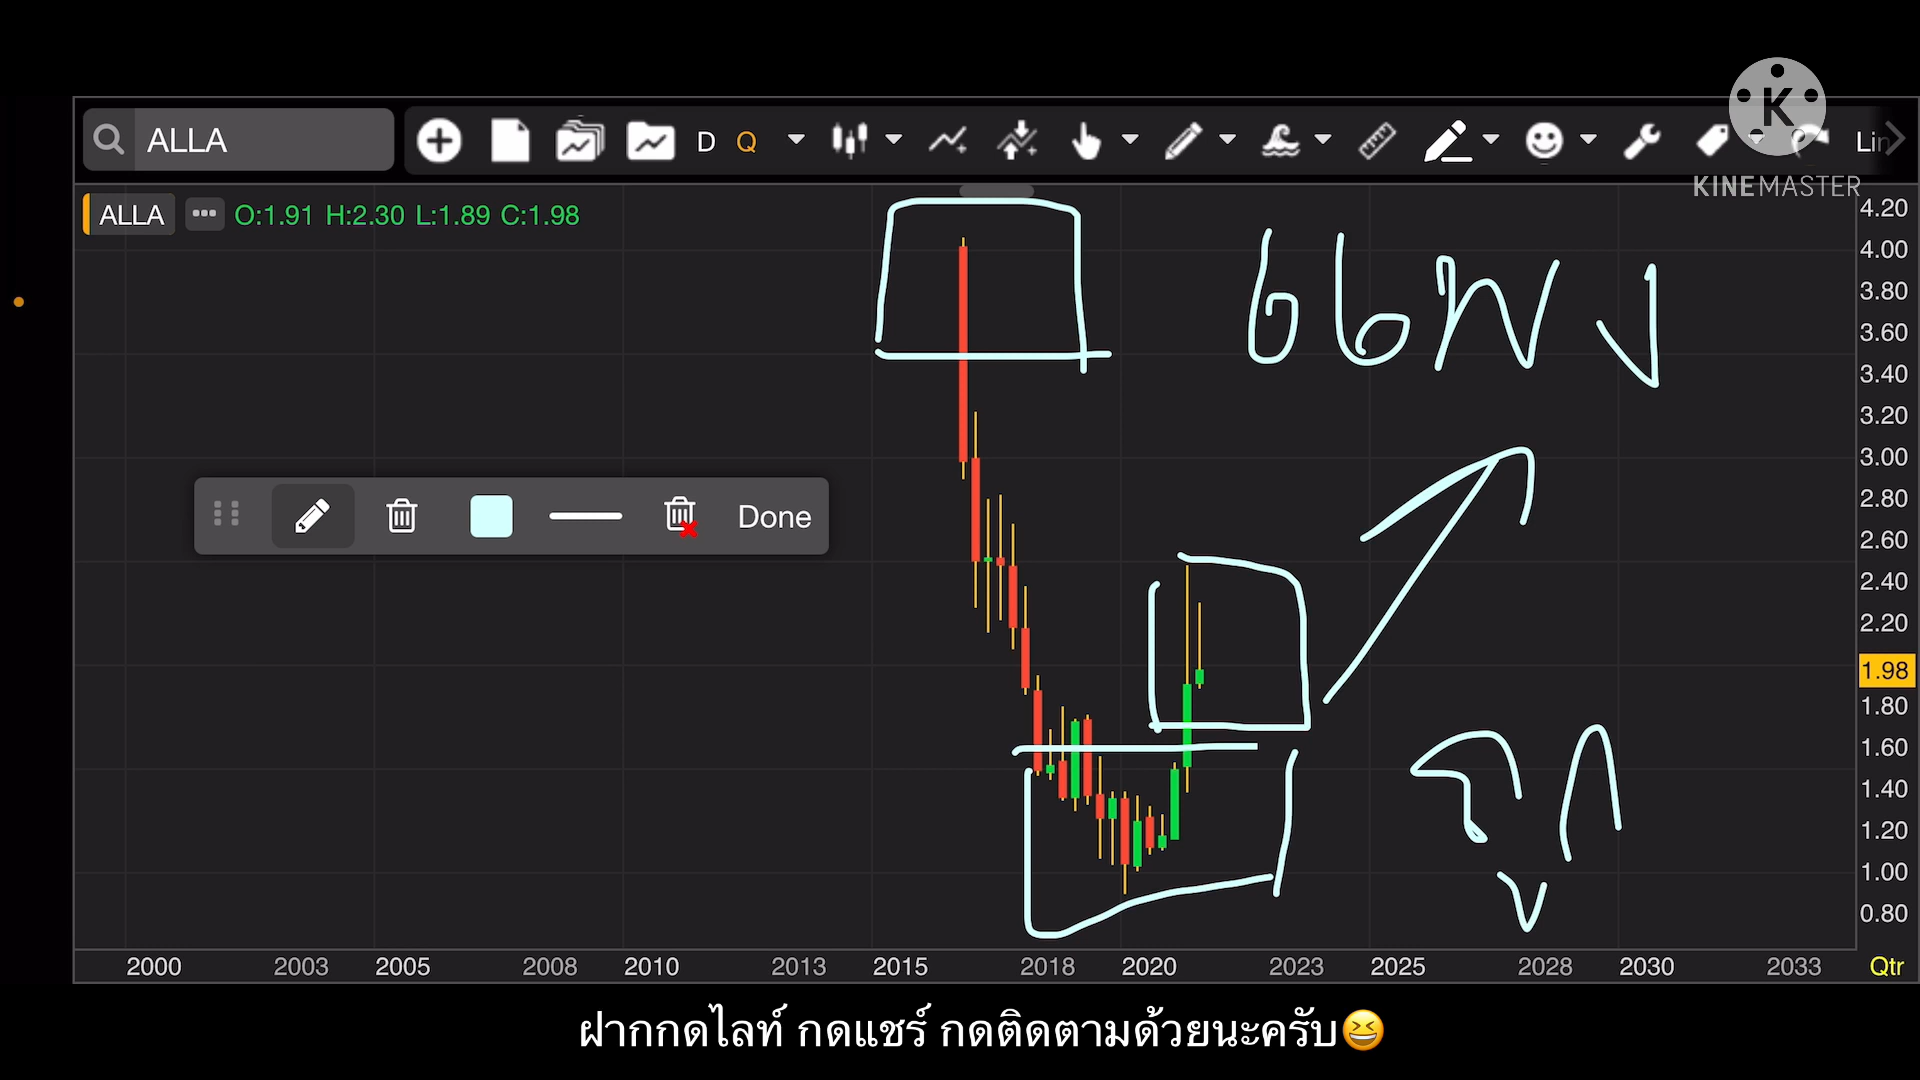 ALLA D Q Lin
KINEMASTER
ALLA O:1.91 H:2.30 L:1.89 C:1.98
4.20
4.00
3.80
3.60
3.40
3.20
3.00
2.80
2.60
2.40
2.20
1.98
1.80
1.60
1.40
1.20
1.00
0.80
แพง
Done
ถูก
2000 2003 2005 2008 2010 2013 2015 2018 2020 2023 2025 2028 2030 2033 Qtr
ฝากกดไลท์ กดแชร์ กดติดตามด้วยนะครับ😆